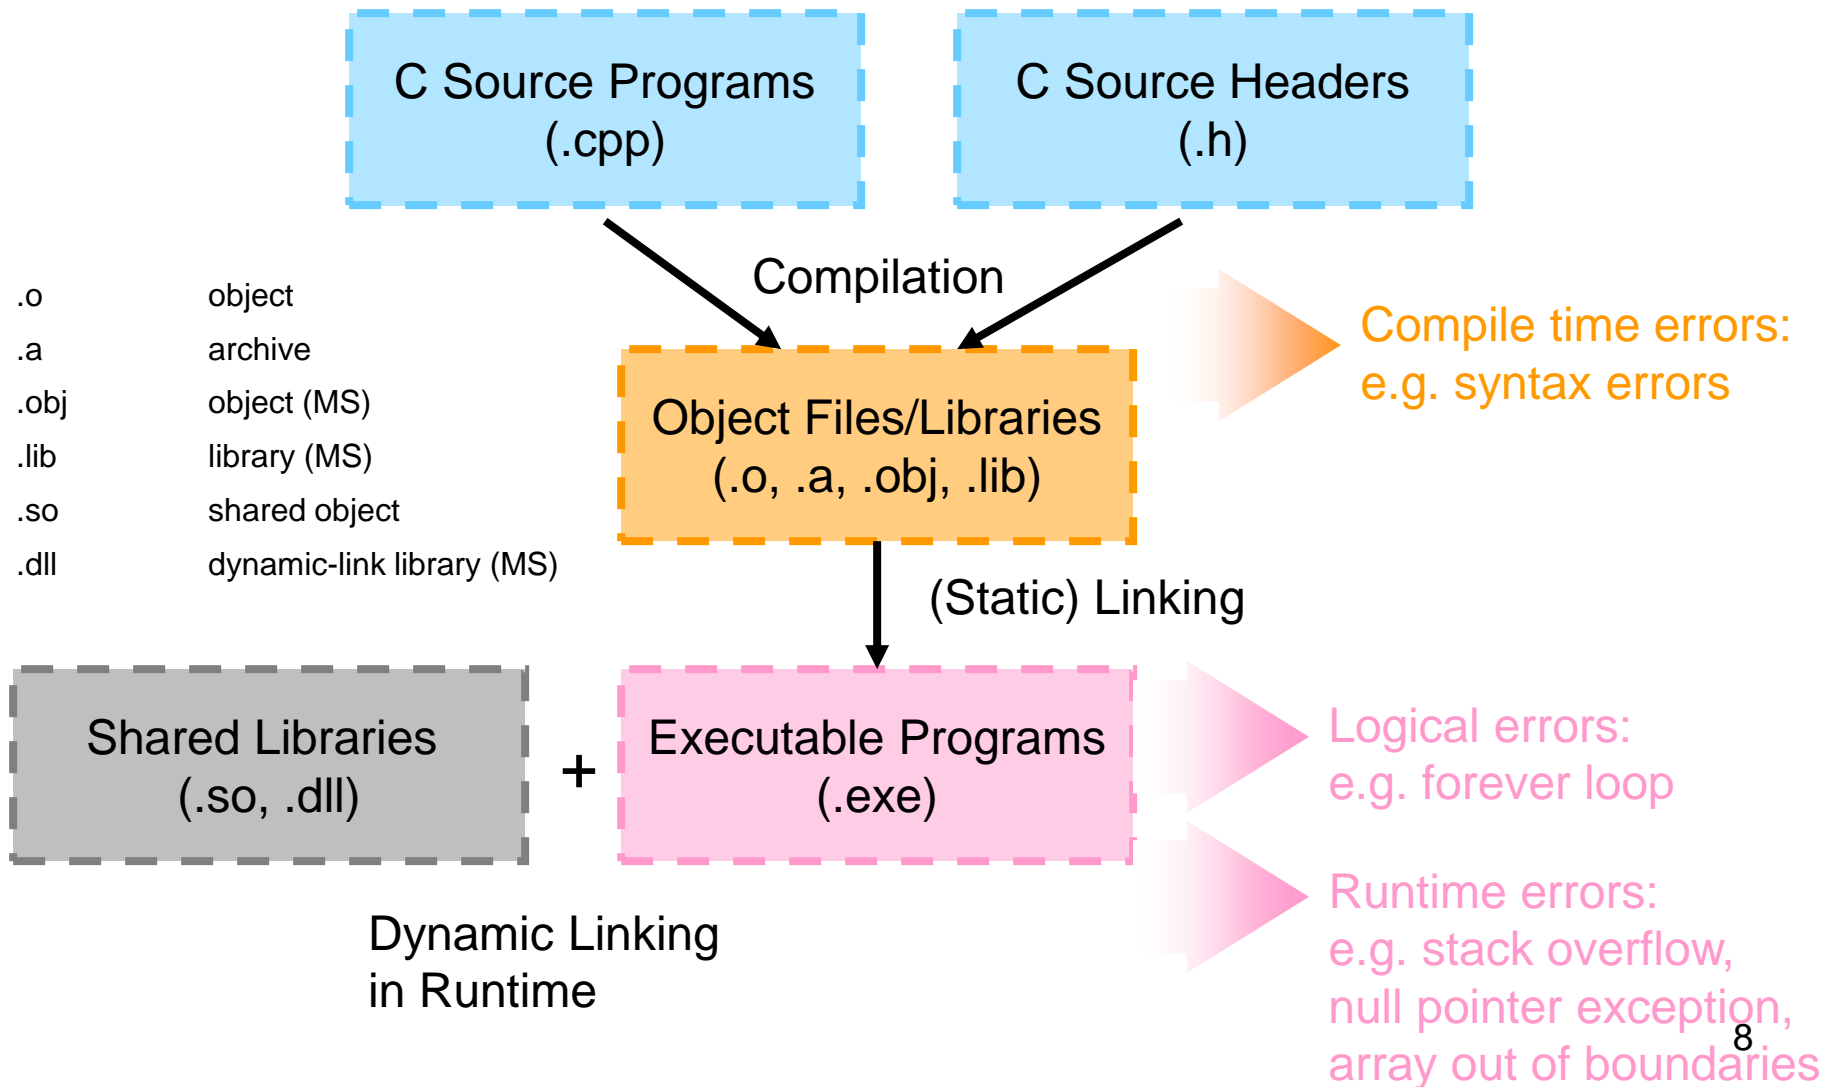 C Source Programs
(.cpp)
C Source Headers
(.h)
Compilation
.o object
.a archive
.obj object (MS)
.lib library (MS)
.so shared object
.dll dynamic-link library (MS)
Compile time errors:
e.g. syntax errors
Object Files/Libraries
(.o, .a, .obj, .lib)
(Static) Linking
Shared Libraries
(.so, .dll)
+
Executable Programs
(.exe)
Logical errors:
e.g. forever loop
Dynamic Linking
in Runtime
Runtime errors:
e.g. stack overflow,
null pointer exception,
array out of boundaries
8